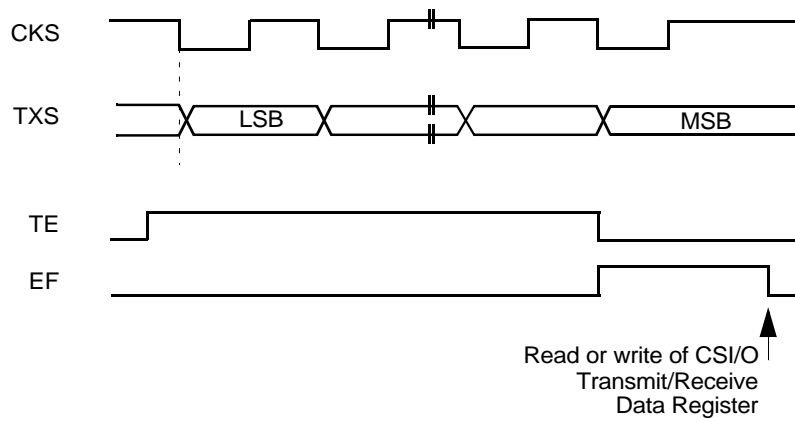 CKS
TXS
LSB
MSB
TE
EF
Read or write of CSI/O
Transmit/Receive
Data Register